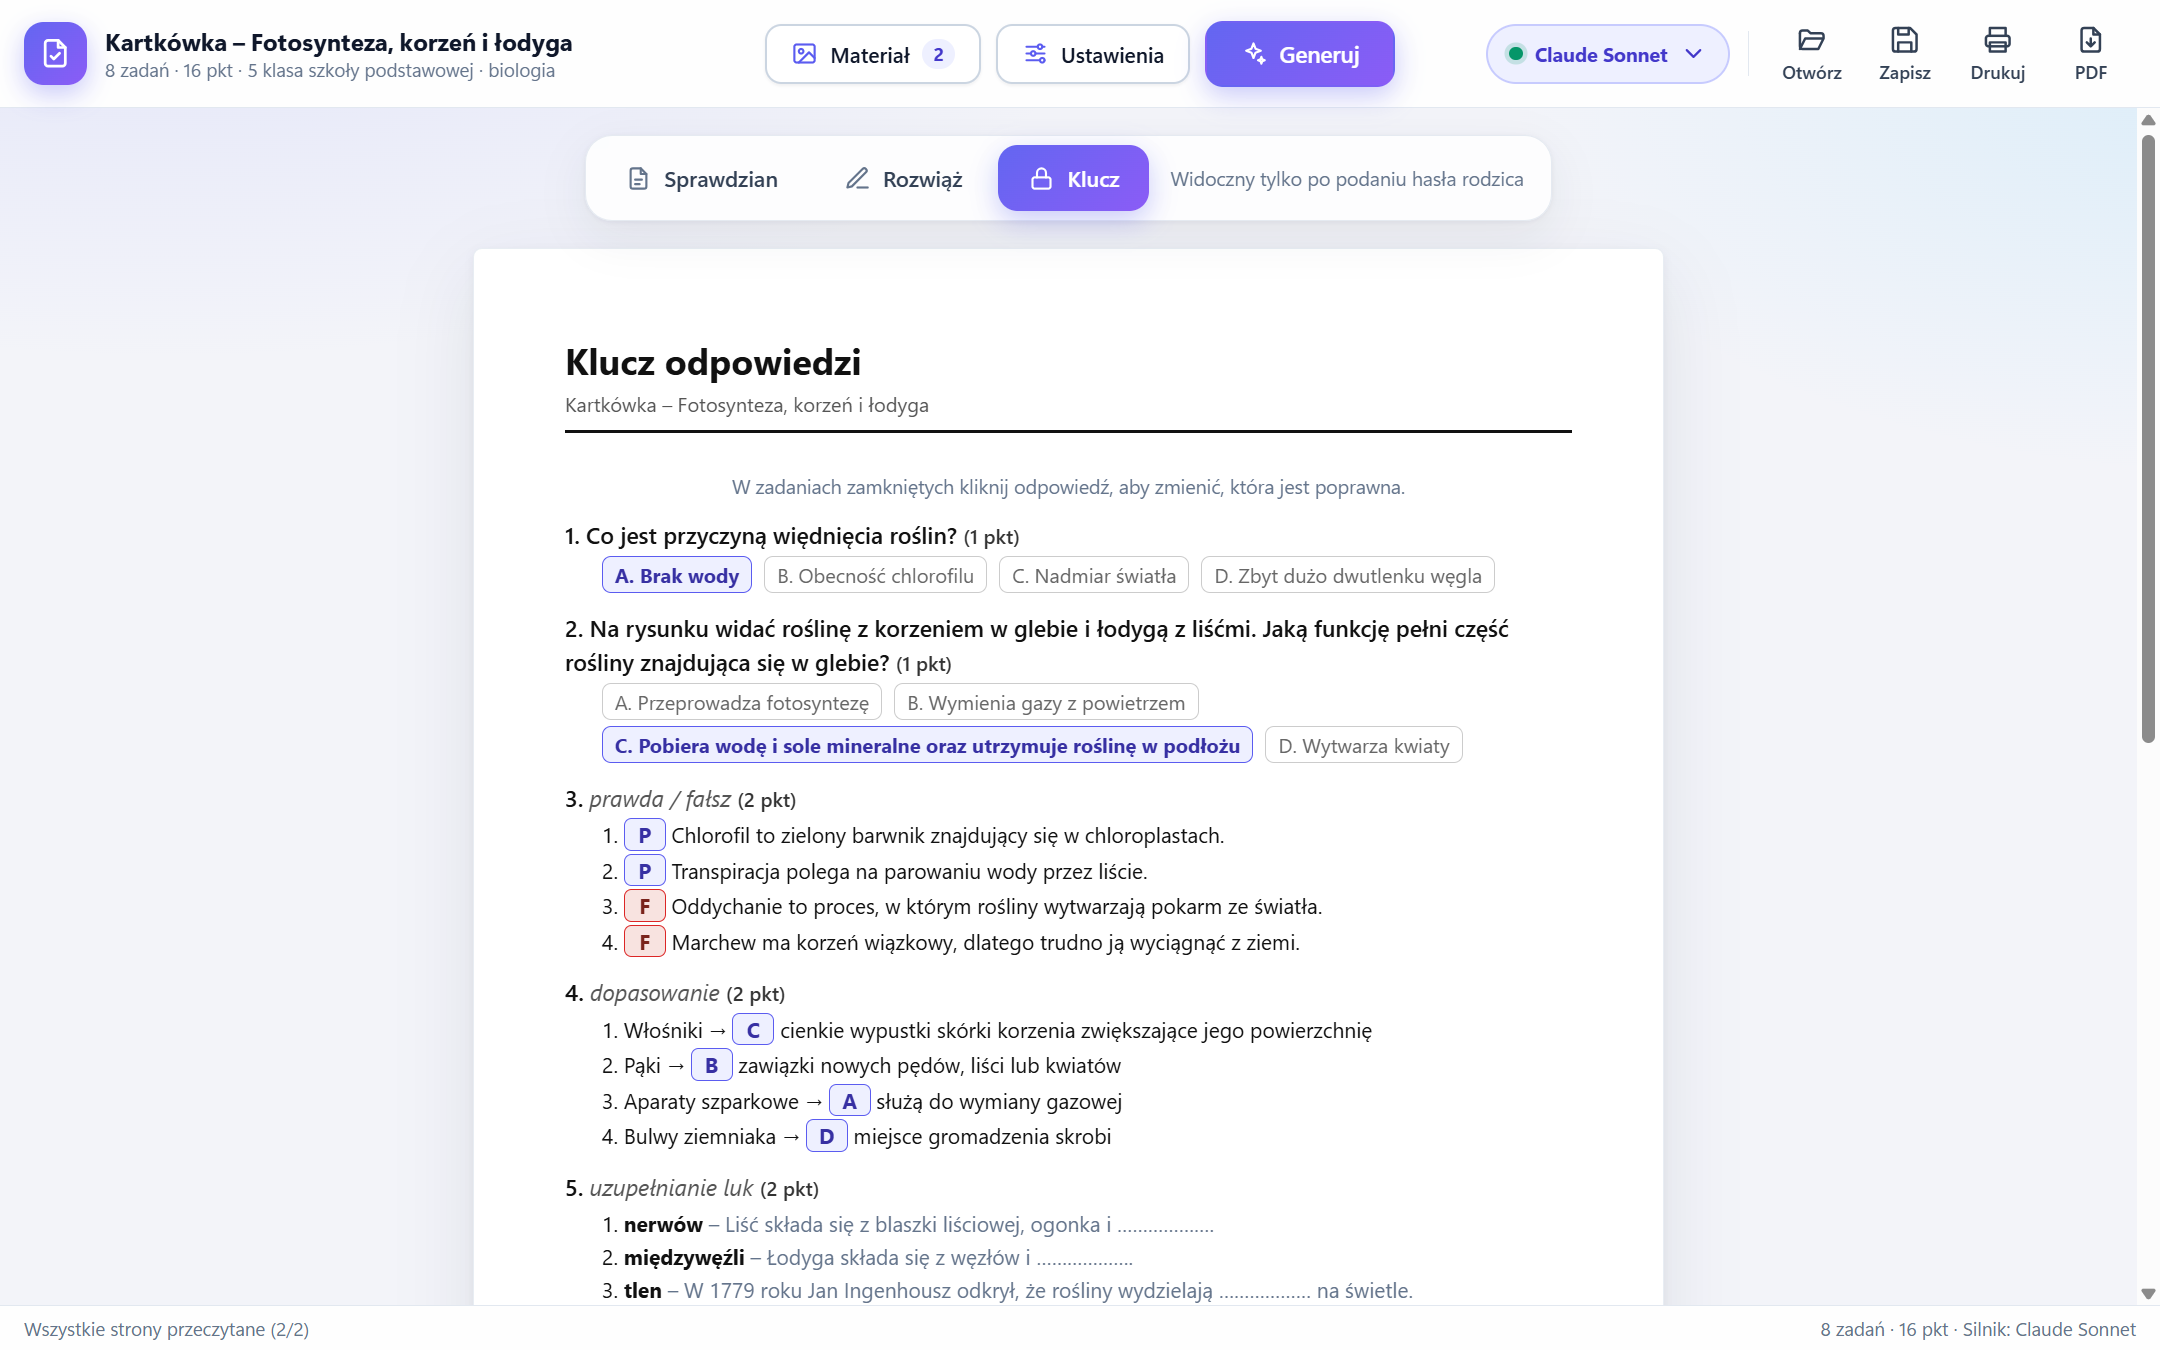 Kartkówka – Fotosynteza, korzeń i łodyga
8 zadań · 16 pkt · 5 klasa szkoły podstawowej · biologia
Materiał 2
Ustawienia
Generuj
Claude Sonnet
Otwórz
Zapisz
Drukuj
PDF
Sprawdzian
Rozwiąż
Klucz
Widoczny tylko po podaniu hasła rodzica
Klucz odpowiedzi
Kartkówka – Fotosynteza, korzeń i łodyga
W zadaniach zamkniętych kliknij odpowiedź, aby zmienić, która jest poprawna.
1. Co jest przyczyną więdnięcia roślin? (1 pkt)
A. Brak wody B. Obecność chlorofilu C. Nadmiar światła D. Zbyt dużo dwutlenku węgla
2. Na rysunku widać roślinę z korzeniem w glebie i łodygą z liśćmi. Jaką funkcję pełni część
rośliny znajdująca się w glebie? (1 pkt)
A. Przeprowadza fotosyntezę B. Wymienia gazy z powietrzem
C. Pobiera wodę i sole mineralne oraz utrzymuje roślinę w podłożu D. Wytwarza kwiaty
3. prawda / fałsz (2 pkt)
1. P Chlorofil to zielony barwnik znajdujący się w chloroplastach.
2. P Transpiracja polega na parowaniu wody przez liście.
3. F Oddychanie to proces, w którym rośliny wytwarzają pokarm ze światła.
4. F Marchew ma korzeń wiązkowy, dlatego trudno ją wyciągnąć z ziemi.
4. dopasowanie (2 pkt)
1. Włośniki → C cienkie wypustki skórki korzenia zwiększające jego powierzchnię
2. Pąki → B zawiązki nowych pędów, liści lub kwiatów
3. Aparaty szparkowe → A służą do wymiany gazowej
4. Bulwy ziemniaka → D miejsce gromadzenia skrobi
5. uzupełnianie luk (2 pkt)
1. nerwów – Liść składa się z blaszki liściowej, ogonka i ..................
2. międzywęźli – Łodyga składa się z węzłów i ..................
3. tlen – W 1779 roku Jan Ingenhousz odkrył, że rośliny wydzielają .................. na świetle.
Wszystkie strony przeczytane (2/2)
8 zadań · 16 pkt · Silnik: Claude Sonnet